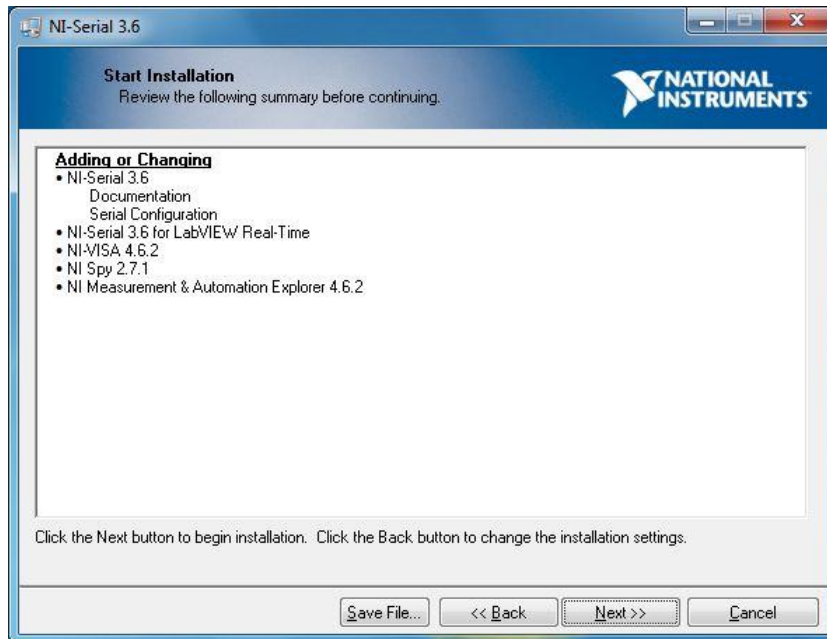 NI-Serial 3.6
Start Installation
Review the following summary before continuing.
NATIONAL
INSTRUMENTS
Adding or Changing
• NI-Serial 3.6
Documentation
Serial Configuration
• NI-Serial 3.6 for LabVIEW Real-Time
• NI-VISA 4.6.2
• NI Spy 2.7.1
• NI Measurement & Automation Explorer 4.6.2
Click the Next button to begin installation. Click the Back button to change the installation settings.
Save File...
<< Back
Next >>
Cancel